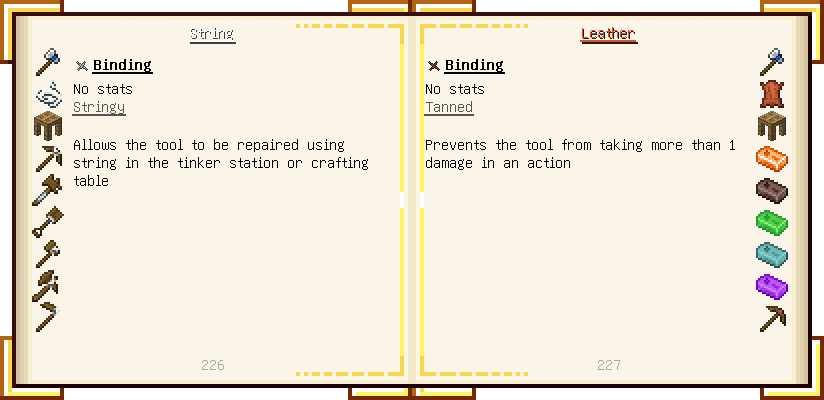 String
Binding
No stats
Stringy
Allows the tool to be repaired using
string in the tinker station or crafting
table
226
Leather
Binding
No stats
Tanned
Prevents the tool from taking more than 1
damage in an action
227